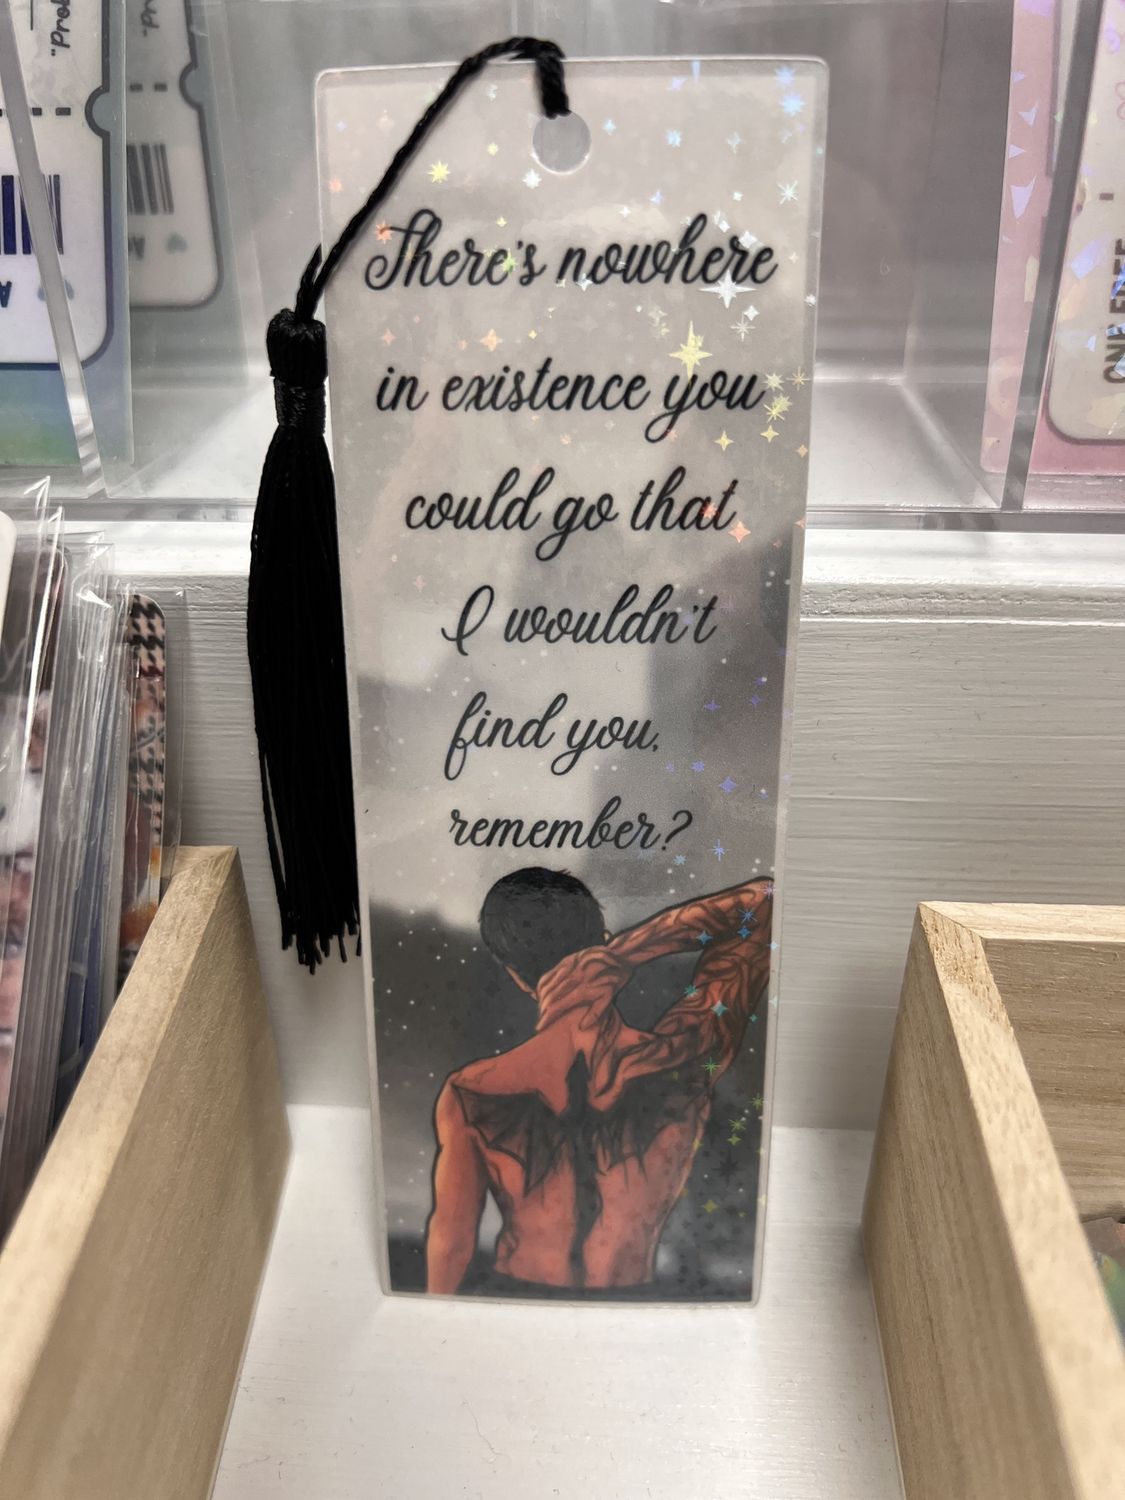 There's nowhere
in existence you
could go that
I wouldn't
find you,
remember?